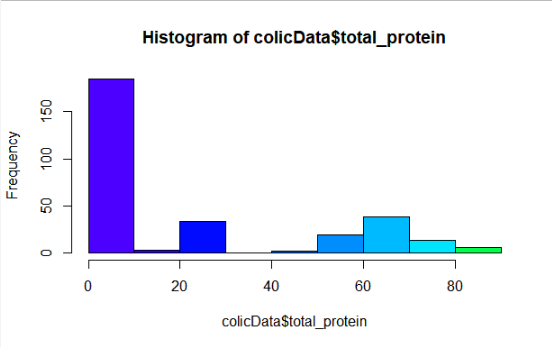 Histogram of colicData$total_protein
Frequency
150
100
50
0
0 20 40 60 80
colicData$total_protein